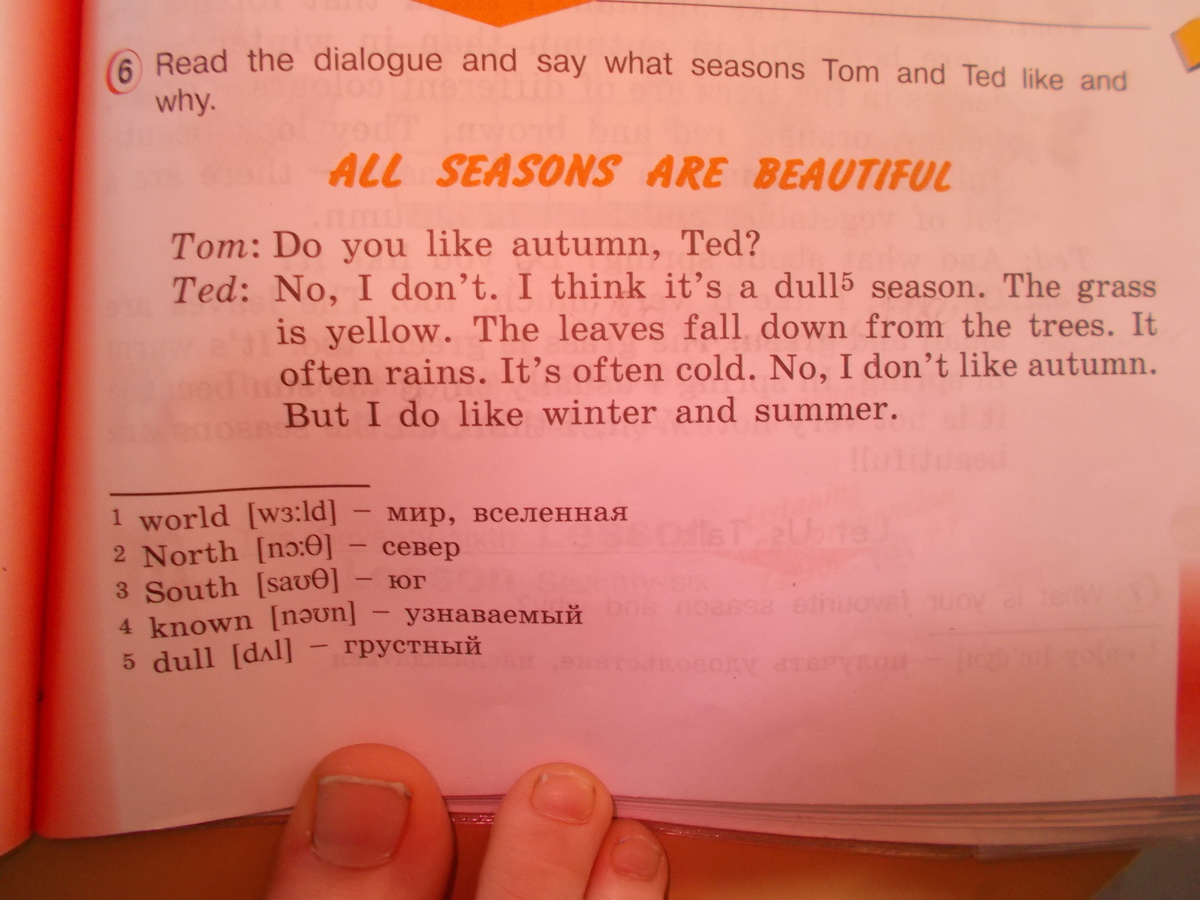 6 Read the dialogue and say what seasons Tom and Ted like and
why.
ALL SEASONS ARE BEAUTIFUL
Tom: Do you like autumn, Ted?
Ted: No, I don't. I think it's a dull⁵ season. The grass
is yellow. The leaves fall down from the trees. It
often rains. It's often cold. No, I don't like autumn.
But I do like winter and summer.
1 world [wɜ:ld] – мир, вселенная
2 North [nɔ:θ] – север
3 South [saʊθ] – юг
4 known [nəʊn] – узнаваемый
5 dull [dʌl] – грустный